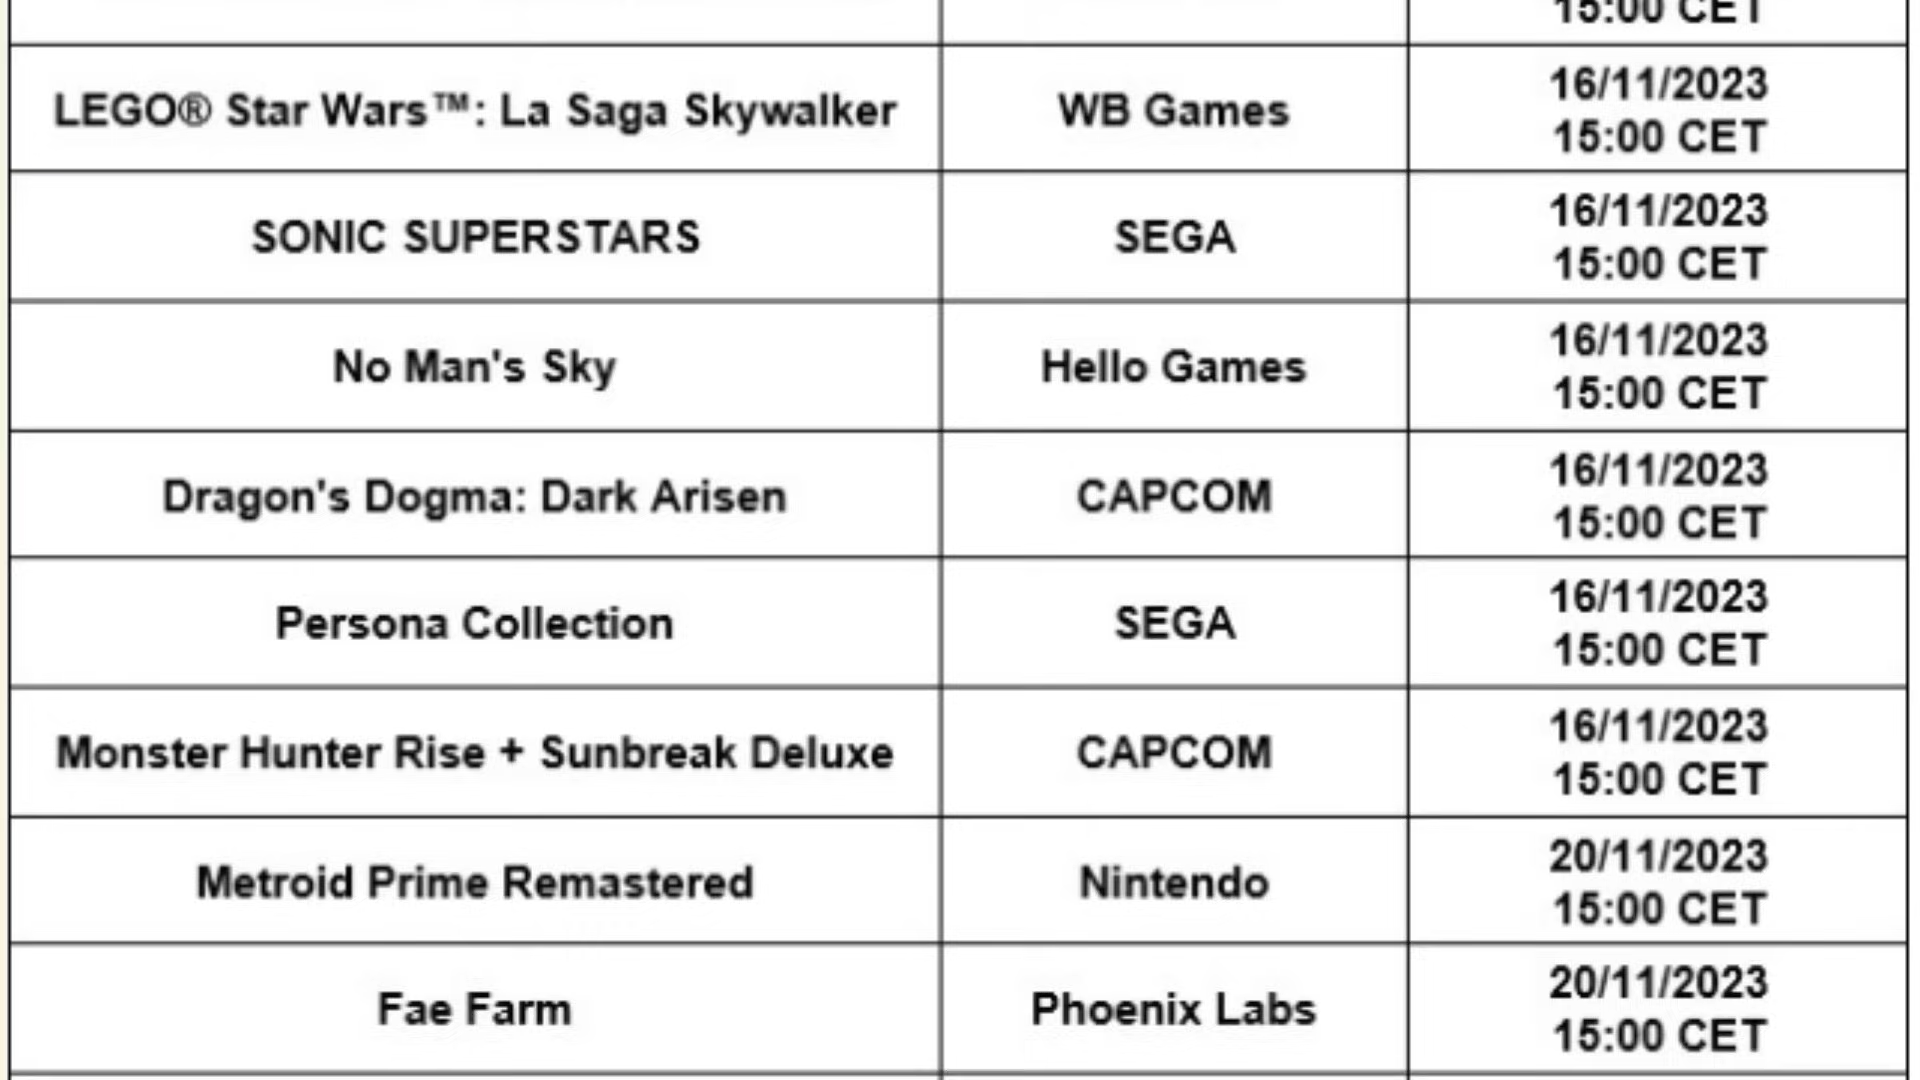 15:00 CET
LEGO® Star Wars™: La Saga Skywalker
WB Games
16/11/2023
15:00 CET
SONIC SUPERSTARS
SEGA
16/11/2023
15:00 CET
No Man's Sky
Hello Games
16/11/2023
15:00 CET
Dragon's Dogma: Dark Arisen
CAPCOM
16/11/2023
15:00 CET
Persona Collection
SEGA
16/11/2023
15:00 CET
Monster Hunter Rise + Sunbreak Deluxe
CAPCOM
16/11/2023
15:00 CET
Metroid Prime Remastered
Nintendo
20/11/2023
15:00 CET
Fae Farm
Phoenix Labs
20/11/2023
15:00 CET